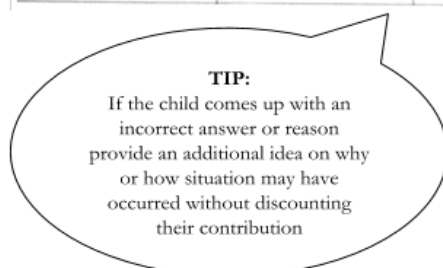 TIP:
If the child comes up with an
incorrect answer or reason
provide an additional idea on why
or how situation may have
occurred without discounting
their contribution